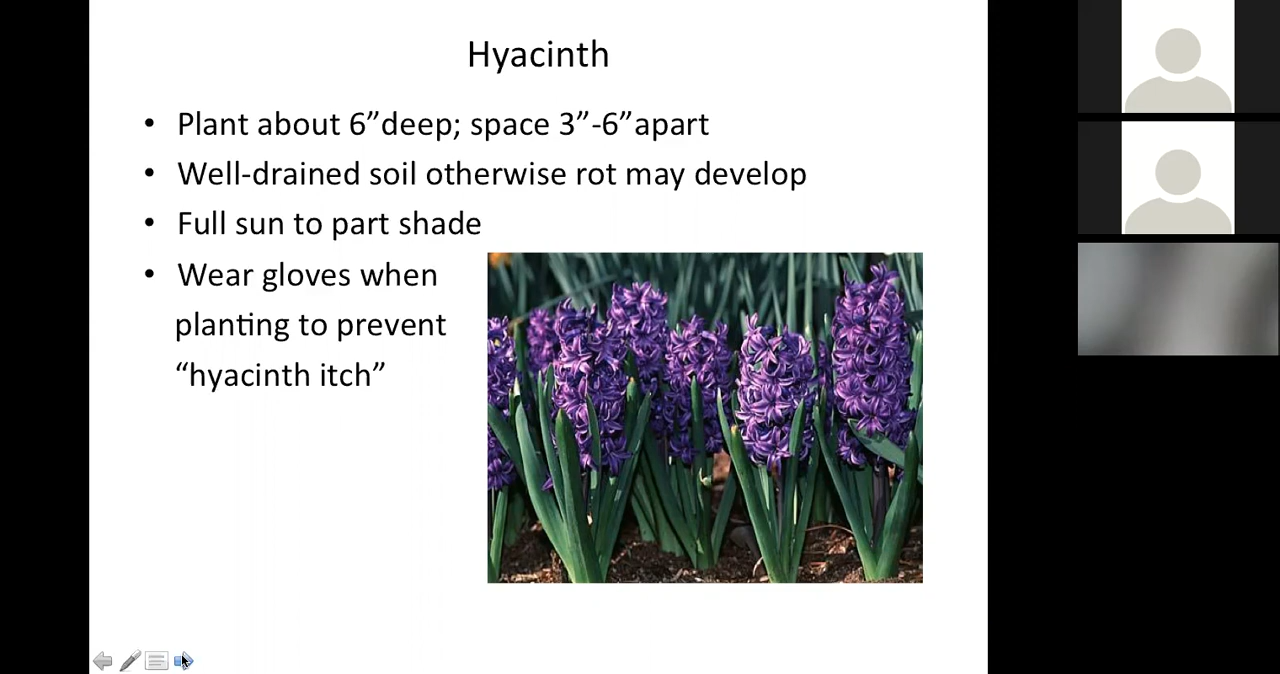 Hyacinth
• Plant about 6”deep; space 3”-6”apart
• Well-drained soil otherwise rot may develop
• Full sun to part shade
• Wear gloves when
planting to prevent
“hyacinth itch”